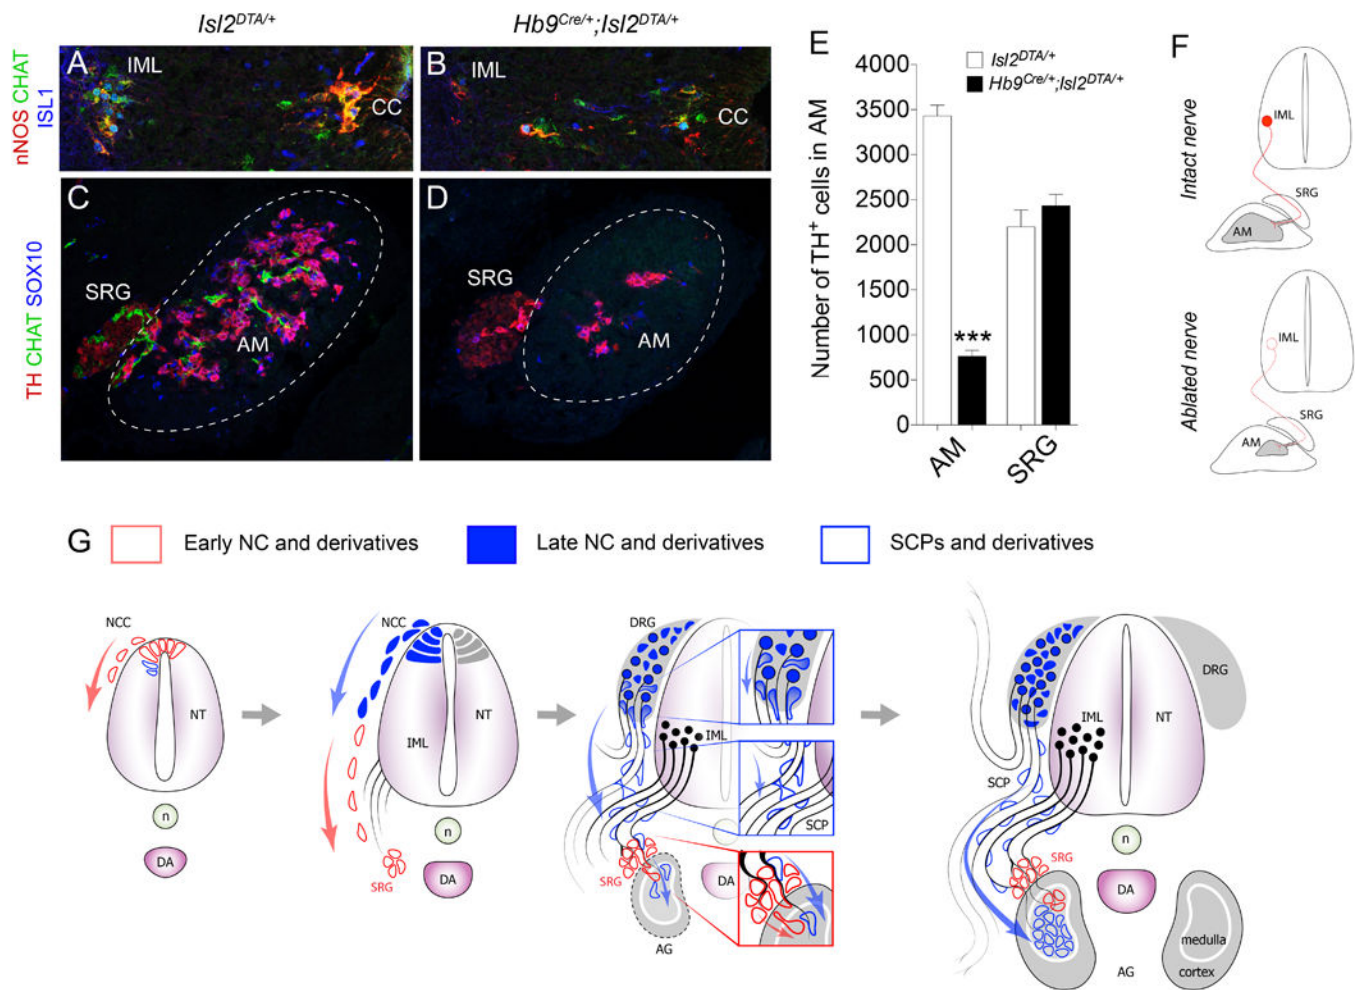 Isl2DTA/+
Hb9Cre/+;Isl2DTA/+
nNOS CHAT
ISL1
A
IML
CC
B
IML
CC
TH CHAT SOX10
C
SRG
AM
D
SRG
AM
E
Isl2DTA/+
Hb9Cre/+;Isl2DTA/+
Number of TH+ cells in AM
4000
3500
3000
2500
2000
1500
1000
500
0
***
AM
SRG
F
Intact nerve
IML
SRG
AM
Ablated nerve
IML
SRG
AM
G
Early NC and derivatives
Late NC and derivatives
SCPs and derivatives
NCC
NT
n
DA
NCC
NT
IML
n
SRG
DA
DRG
IML
SCP
SRG
DA
AG
DRG
IML
NT
SCP
n
SRG
DA
medulla
cortex
AG